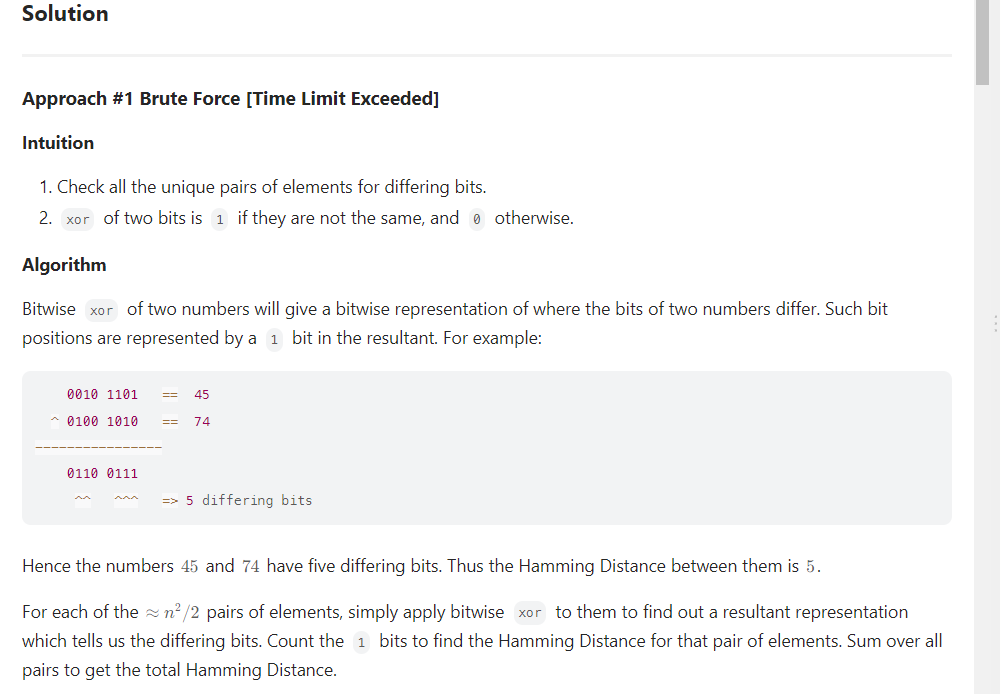 Solution
Approach #1 Brute Force [Time Limit Exceeded]
Intuition
1. Check all the unique pairs of elements for differing bits.
2. xor of two bits is 1 if they are not the same, and 0 otherwise.
Algorithm
Bitwise xor of two numbers will give a bitwise representation of where the bits of two numbers differ. Such bit
positions are represented by a 1 bit in the resultant. For example:
0010 1101 == 45
^ 0100 1010 == 74
----------------
0110 0111
^^ ^^^ => 5 differing bits
Hence the numbers 45 and 74 have five differing bits. Thus the Hamming Distance between them is 5.
For each of the ≈ n²/2 pairs of elements, simply apply bitwise xor to them to find out a resultant representation
which tells us the differing bits. Count the 1 bits to find the Hamming Distance for that pair of elements. Sum over all
pairs to get the total Hamming Distance.